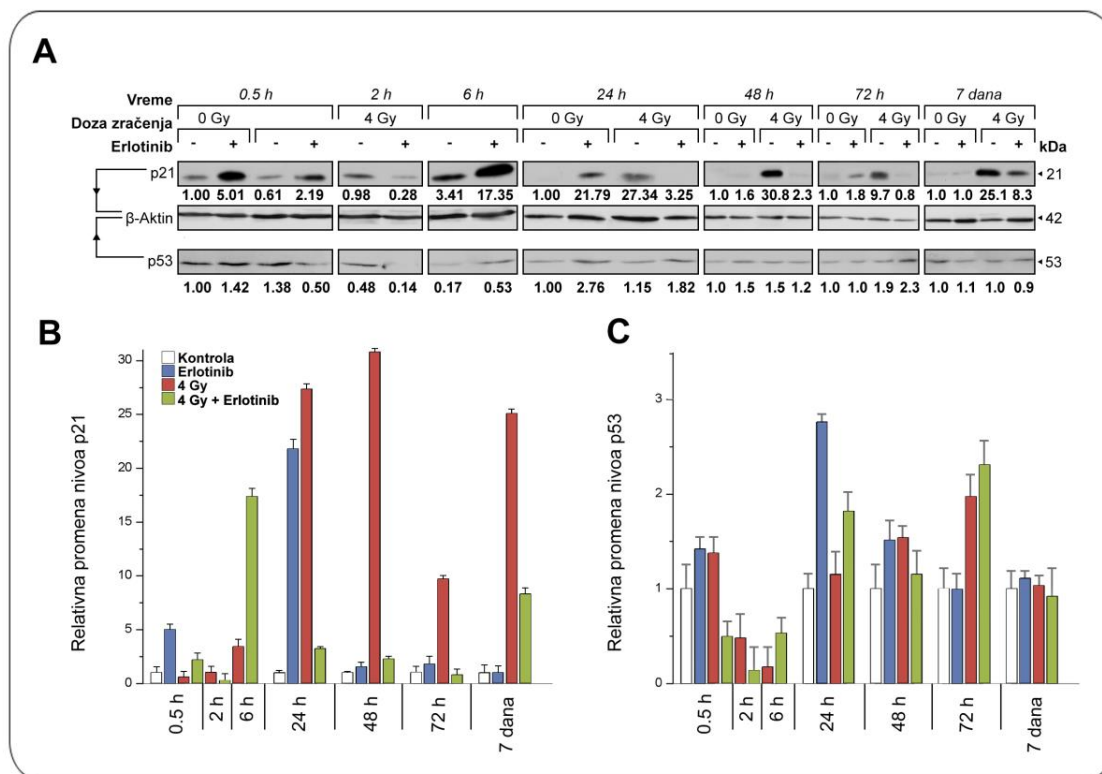 A
Vreme 0.5 h 2 h 6 h 24 h 48 h 72 h 7 dana
Doza zračenja 0 Gy 4 Gy 0 Gy 4 Gy 0 Gy 4 Gy 0 Gy 4 Gy 0 Gy 4 Gy
Erlotinib - + - + - + - + - + - + - + - + - + - + - + - + kDa
p21 21
1.00 5.01 0.61 2.19 0.98 0.28 3.41 17.35 1.00 21.79 27.34 3.25 1.0 1.6 30.8 2.3 1.0 1.8 9.7 0.8 1.0 1.0 25.1 8.3
β-Aktin 42
p53 53
1.00 1.42 1.38 0.50 0.48 0.14 0.17 0.53 1.00 2.76 1.15 1.82 1.0 1.5 1.5 1.2 1.0 1.0 1.9 2.3 1.0 1.1 1.0 0.9
B
Relativna promena nivoa p21
30
25
20
15
10
5
0
Kontrola
Erlotinib
4 Gy
4 Gy + Erlotinib
0.5 h 2 h 6 h 24 h 48 h 72 h 7 dana
C
Relativna promena nivoa p53
3
2
1
0
0.5 h 2 h 6 h 24 h 48 h 72 h 7 dana